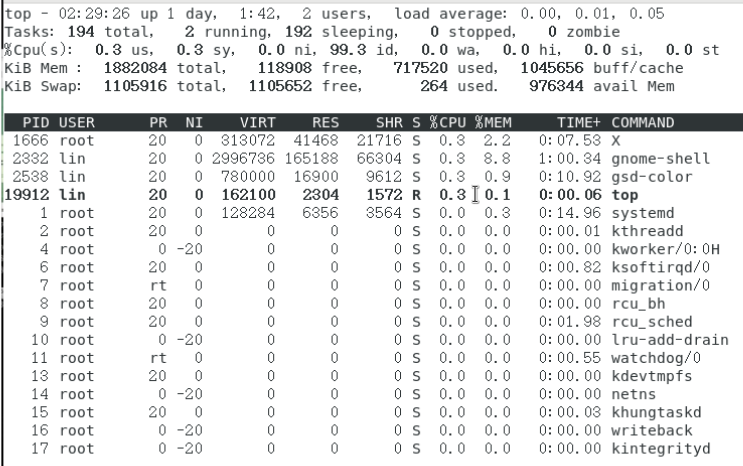 top - 02:29:26 up 1 day,  1:42,  2 users,  load average: 0.00, 0.01, 0.05
Tasks: 194 total,   2 running, 192 sleeping,   0 stopped,   0 zombie
%Cpu(s):  0.3 us,  0.3 sy,  0.0 ni, 99.3 id,  0.0 wa,  0.0 hi,  0.0 si,  0.0 st
KiB Mem :  1882084 total,   118908 free,   717520 used,  1045656 buff/cache
KiB Swap:  1105916 total,  1105652 free,      264 used.   976344 avail Mem
PID USER      PR  NI    VIRT    RES    SHR S %CPU %MEM     TIME+ COMMAND
1666 root      20   0  313072  41468  21716 S  0.3  2.2   0:07.53 X
2332 lin       20   0 2996736 165188  66304 S  0.3  8.8   1:00.34 gnome-shell
2538 lin       20   0  780000  16900   9612 S  0.3  0.9   0:10.92 gsd-color
19912 lin       20   0  162100   2304   1572 R  0.3  0.1   0:00.06 top
1 root      20   0  128284   6356   3564 S  0.0  0.3   0:14.96 systemd
2 root      20   0       0      0      0 S  0.0  0.0   0:00.01 kthreadd
4 root       0 -20       0      0      0 S  0.0  0.0   0:00.00 kworker/0:0H
6 root      20   0       0      0      0 S  0.0  0.0   0:00.82 ksoftirqd/0
7 root      rt   0       0      0      0 S  0.0  0.0   0:00.00 migration/0
8 root      20   0       0      0      0 S  0.0  0.0   0:00.00 rcu_bh
9 root      20   0       0      0      0 S  0.0  0.0   0:01.98 rcu_sched
10 root       0 -20       0      0      0 S  0.0  0.0   0:00.00 lru-add-drain
11 root      rt   0       0      0      0 S  0.0  0.0   0:00.55 watchdog/0
13 root      20   0       0      0      0 S  0.0  0.0   0:00.00 kdevtmpfs
14 root       0 -20       0      0      0 S  0.0  0.0   0:00.00 netns
15 root      20   0       0      0      0 S  0.0  0.0   0:00.03 khungtaskd
16 root       0 -20       0      0      0 S  0.0  0.0   0:00.00 writeback
17 root       0 -20       0      0      0 S  0.0  0.0   0:00.00 kintegrityd